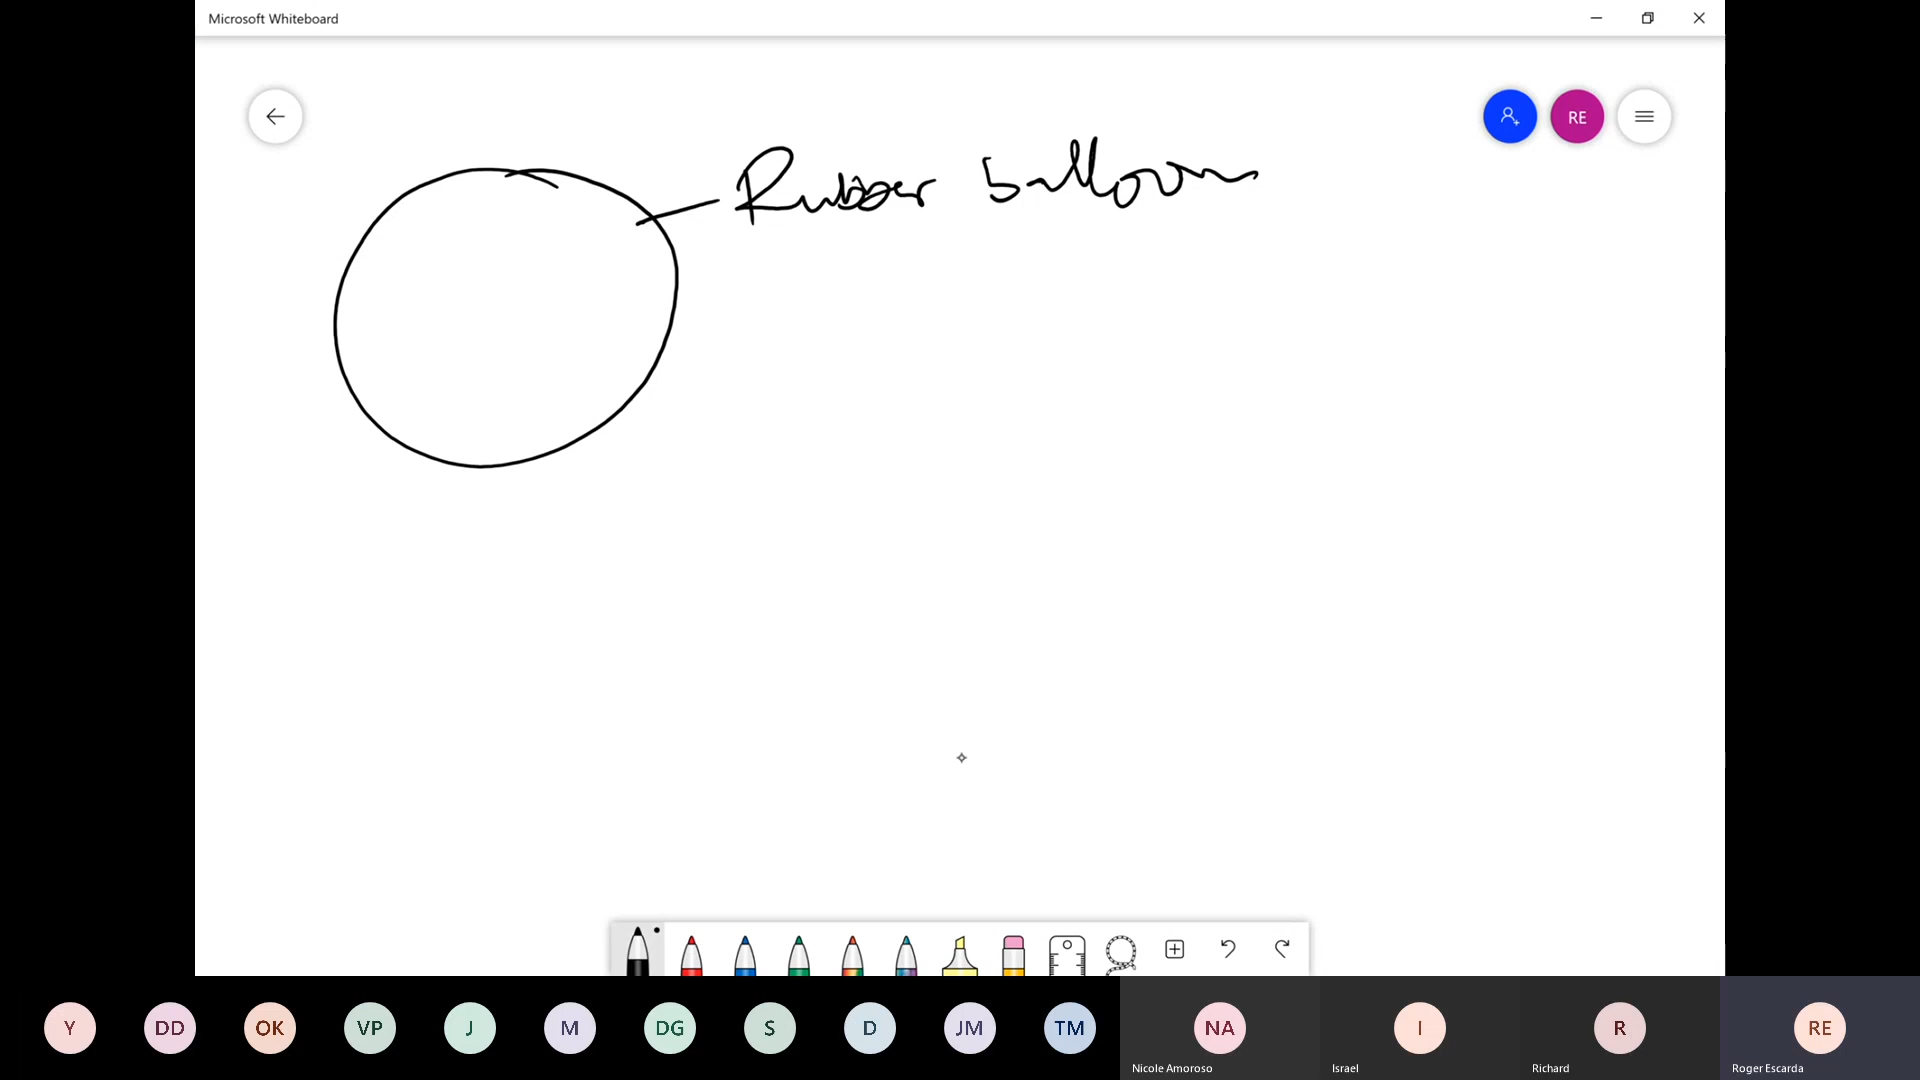 Microsoft Whiteboard
RE
Rubber balloon
Y
DD
OK
VP
J
M
DG
S
D
JM
TM
NA
Nicole Amoroso
I
Israel
R
Richard
RE
Roger Escarda